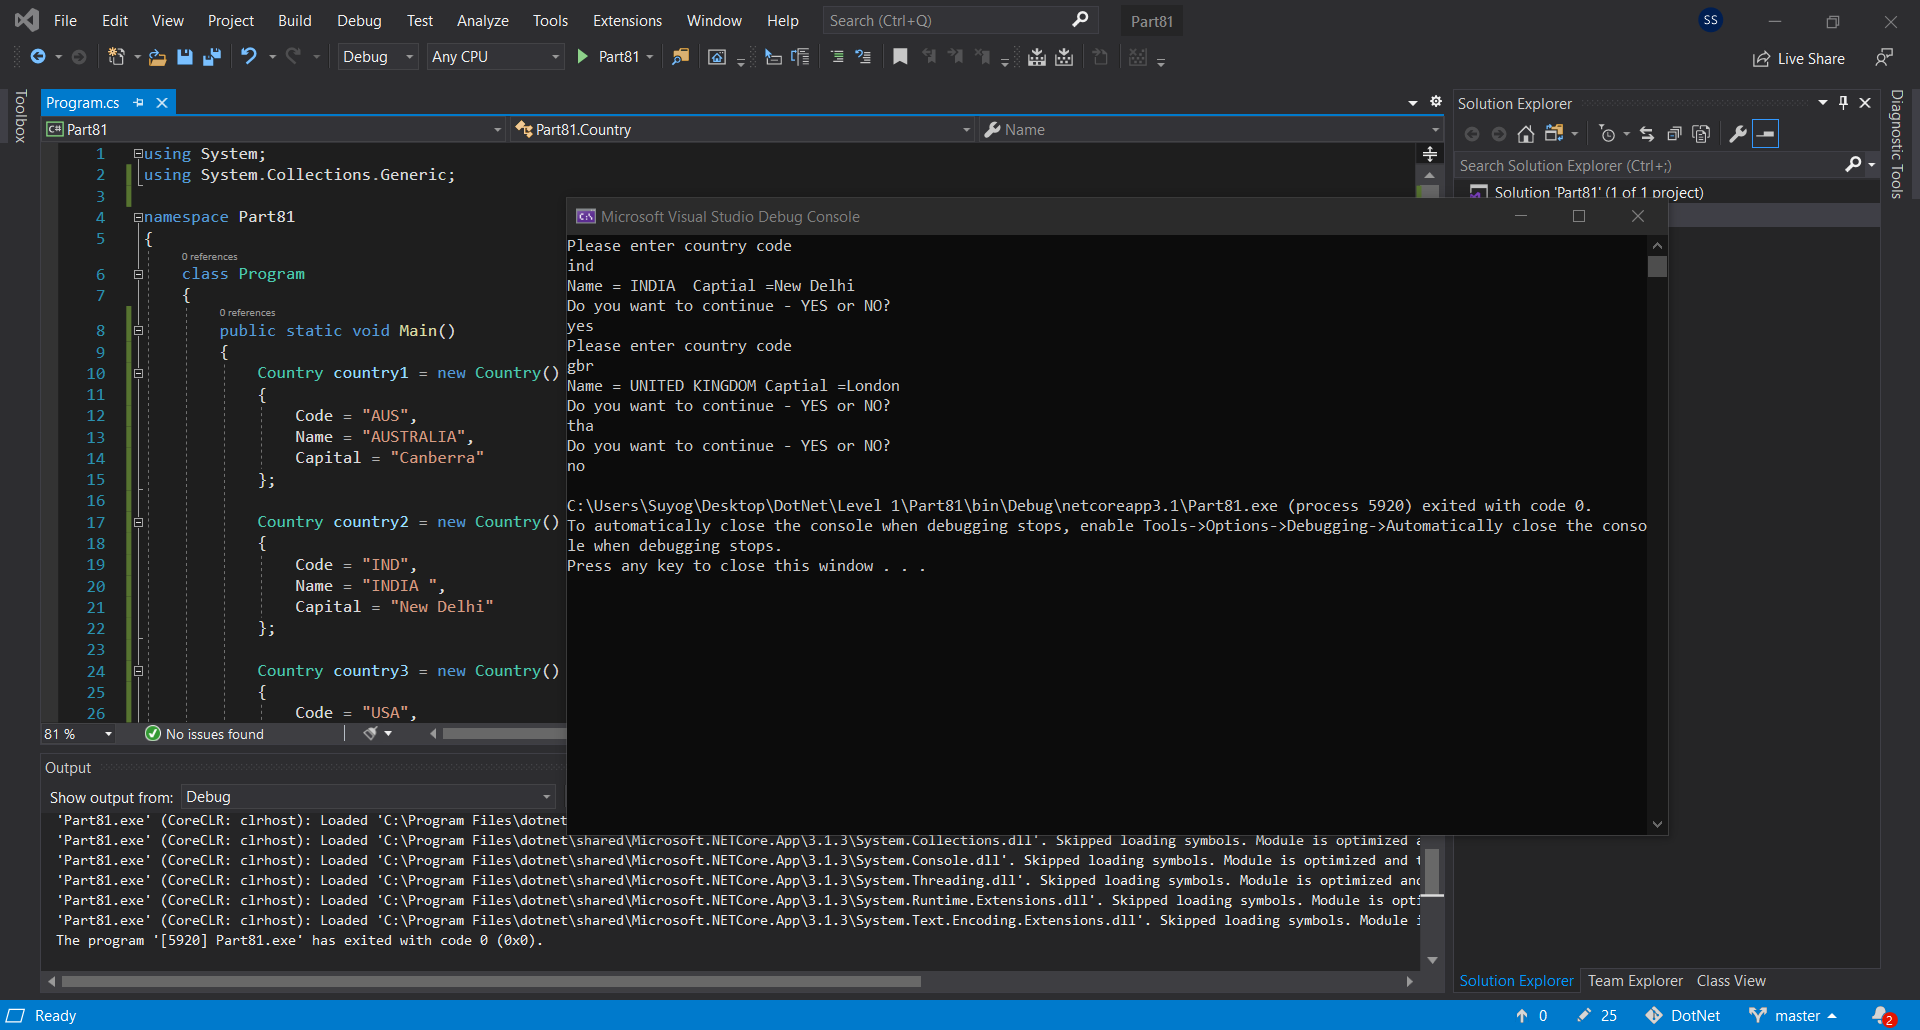 File Edit View Project Build Debug Test Analyze Tools Extensions Window Help Search (Ctrl+Q) Part81 SS
Debug Any CPU Part81 Live Share
Toolbox
Program.cs
Part81 Part81.Country Name
1 using System;
2 using System.Collections.Generic;
3
4 namespace Part81
5 {
0 references
6 class Program
7 {
0 references
8 public static void Main()
9 {
10 Country country1 = new Country()
11 {
12 Code = "AUS",
13 Name = "AUSTRALIA",
14 Capital = "Canberra"
15 };
16
17 Country country2 = new Country()
18 {
19 Code = "IND",
20 Name = "INDIA ",
21 Capital = "New Delhi"
22 };
23
24 Country country3 = new Country()
25 {
26 Code = "USA",
81 % No issues found
Microsoft Visual Studio Debug Console
Please enter country code
ind
Name = INDIA  Captial =New Delhi
Do you want to continue - YES or NO?
yes
Please enter country code
gbr
Name = UNITED KINGDOM Captial =London
Do you want to continue - YES or NO?
tha
Do you want to continue - YES or NO?
no
C:\Users\Suyog\Desktop\DotNet\Level 1\Part81\bin\Debug\netcoreapp3.1\Part81.exe (process 5920) exited with code 0.
To automatically close the console when debugging stops, enable Tools->Options->Debugging->Automatically close the conso
le when debugging stops.
Press any key to close this window . . .
Solution Explorer
Search Solution Explorer (Ctrl+;)
Solution 'Part81' (1 of 1 project)
Diagnostic Tools
Output
Show output from: Debug
'Part81.exe' (CoreCLR: clrhost): Loaded 'C:\Program Files\dotnet
'Part81.exe' (CoreCLR: clrhost): Loaded 'C:\Program Files\dotnet\shared\Microsoft.NETCore.App\3.1.3\System.Collections.dll'. Skipped loading symbols. Module is optimized a
'Part81.exe' (CoreCLR: clrhost): Loaded 'C:\Program Files\dotnet\shared\Microsoft.NETCore.App\3.1.3\System.Console.dll'. Skipped loading symbols. Module is optimized and t
'Part81.exe' (CoreCLR: clrhost): Loaded 'C:\Program Files\dotnet\shared\Microsoft.NETCore.App\3.1.3\System.Threading.dll'. Skipped loading symbols. Module is optimized and
'Part81.exe' (CoreCLR: clrhost): Loaded 'C:\Program Files\dotnet\shared\Microsoft.NETCore.App\3.1.3\System.Runtime.Extensions.dll'. Skipped loading symbols. Module is opti
'Part81.exe' (CoreCLR: clrhost): Loaded 'C:\Program Files\dotnet\shared\Microsoft.NETCore.App\3.1.3\System.Text.Encoding.Extensions.dll'. Skipped loading symbols. Module i
The program '[5920] Part81.exe' has exited with code 0 (0x0).
Solution Explorer Team Explorer Class View
Ready 0 25 DotNet master 2